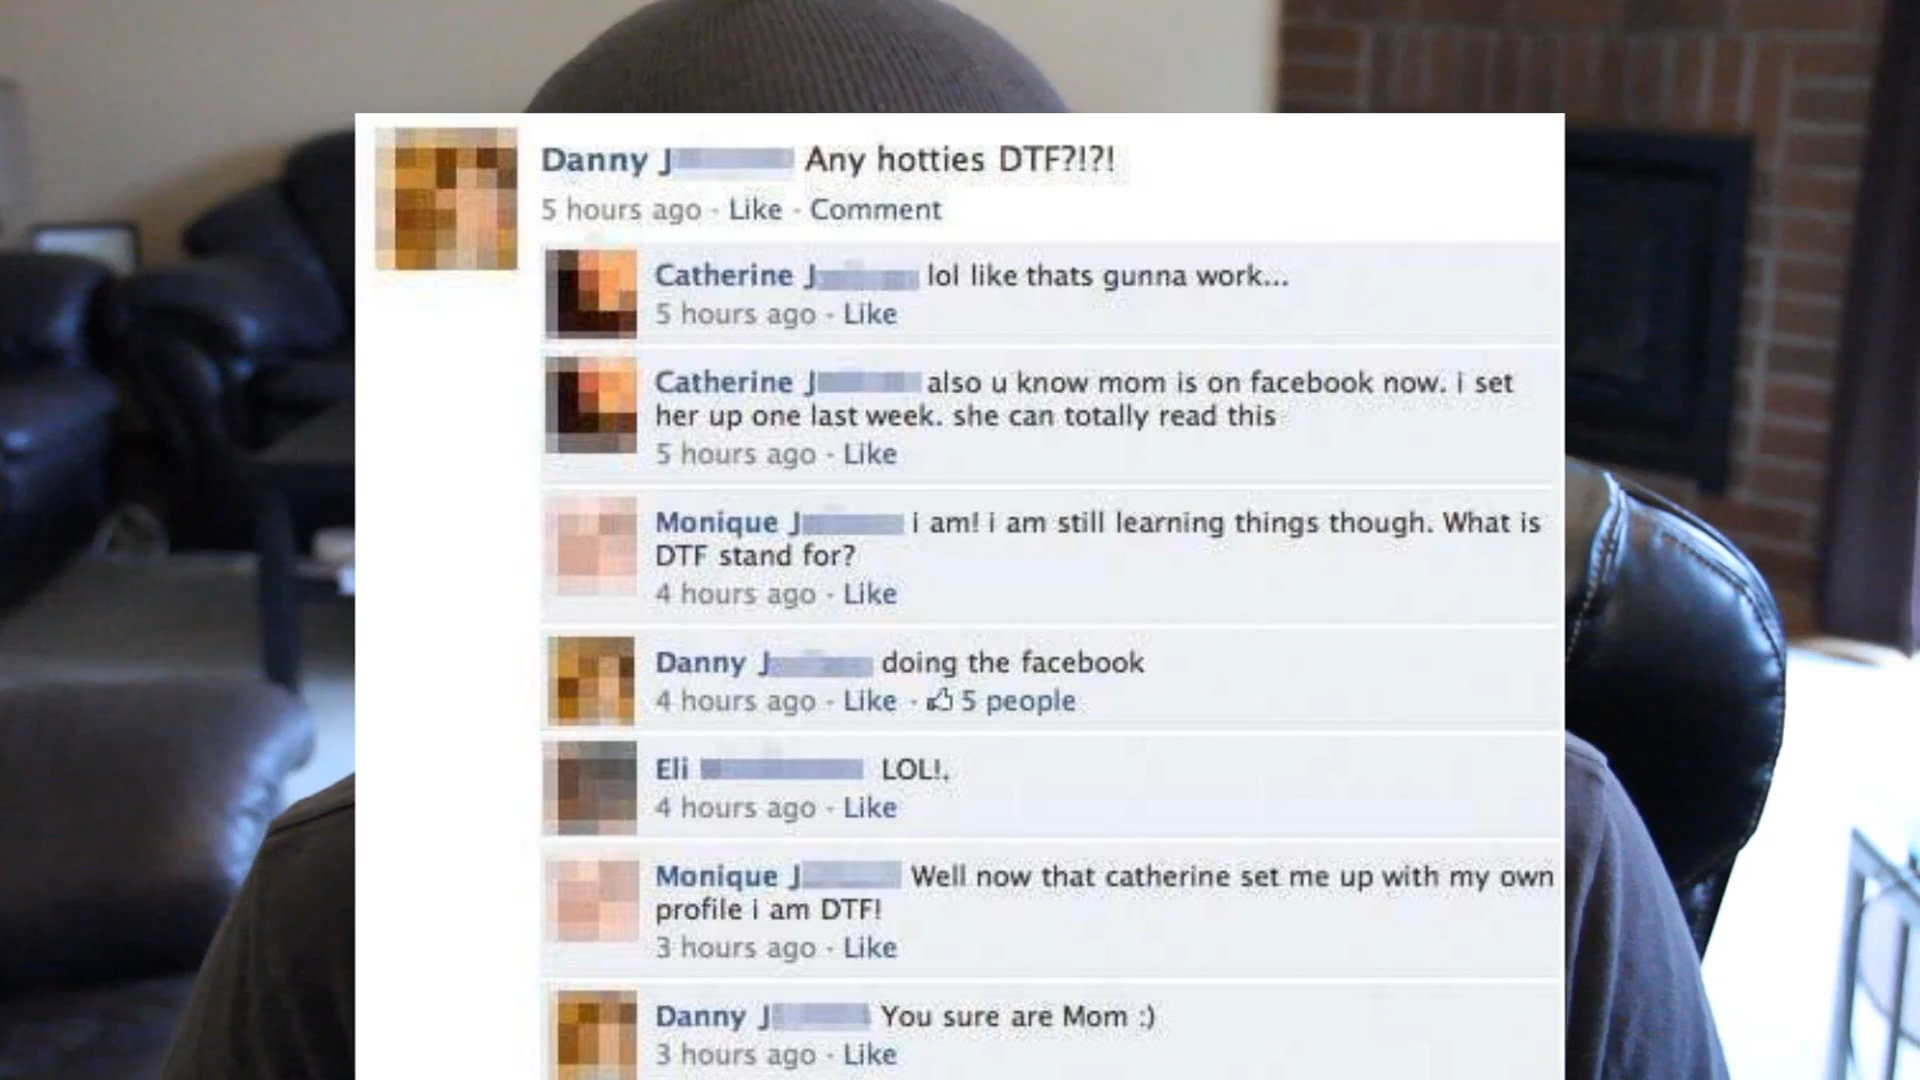 Danny J Any hotties DTF?!?!
5 hours ago · Like · Comment
Catherine J lol like thats gunna work...
5 hours ago · Like
Catherine J also u know mom is on facebook now. i set
her up one last week. she can totally read this
5 hours ago · Like
Monique J i am! i am still learning things though. What is
DTF stand for?
4 hours ago · Like
Danny J doing the facebook
4 hours ago · Like · 5 people
Eli LOL!.
4 hours ago · Like
Monique J Well now that catherine set me up with my own
profile i am DTF!
3 hours ago · Like
Danny J You sure are Mom :)
3 hours ago · Like